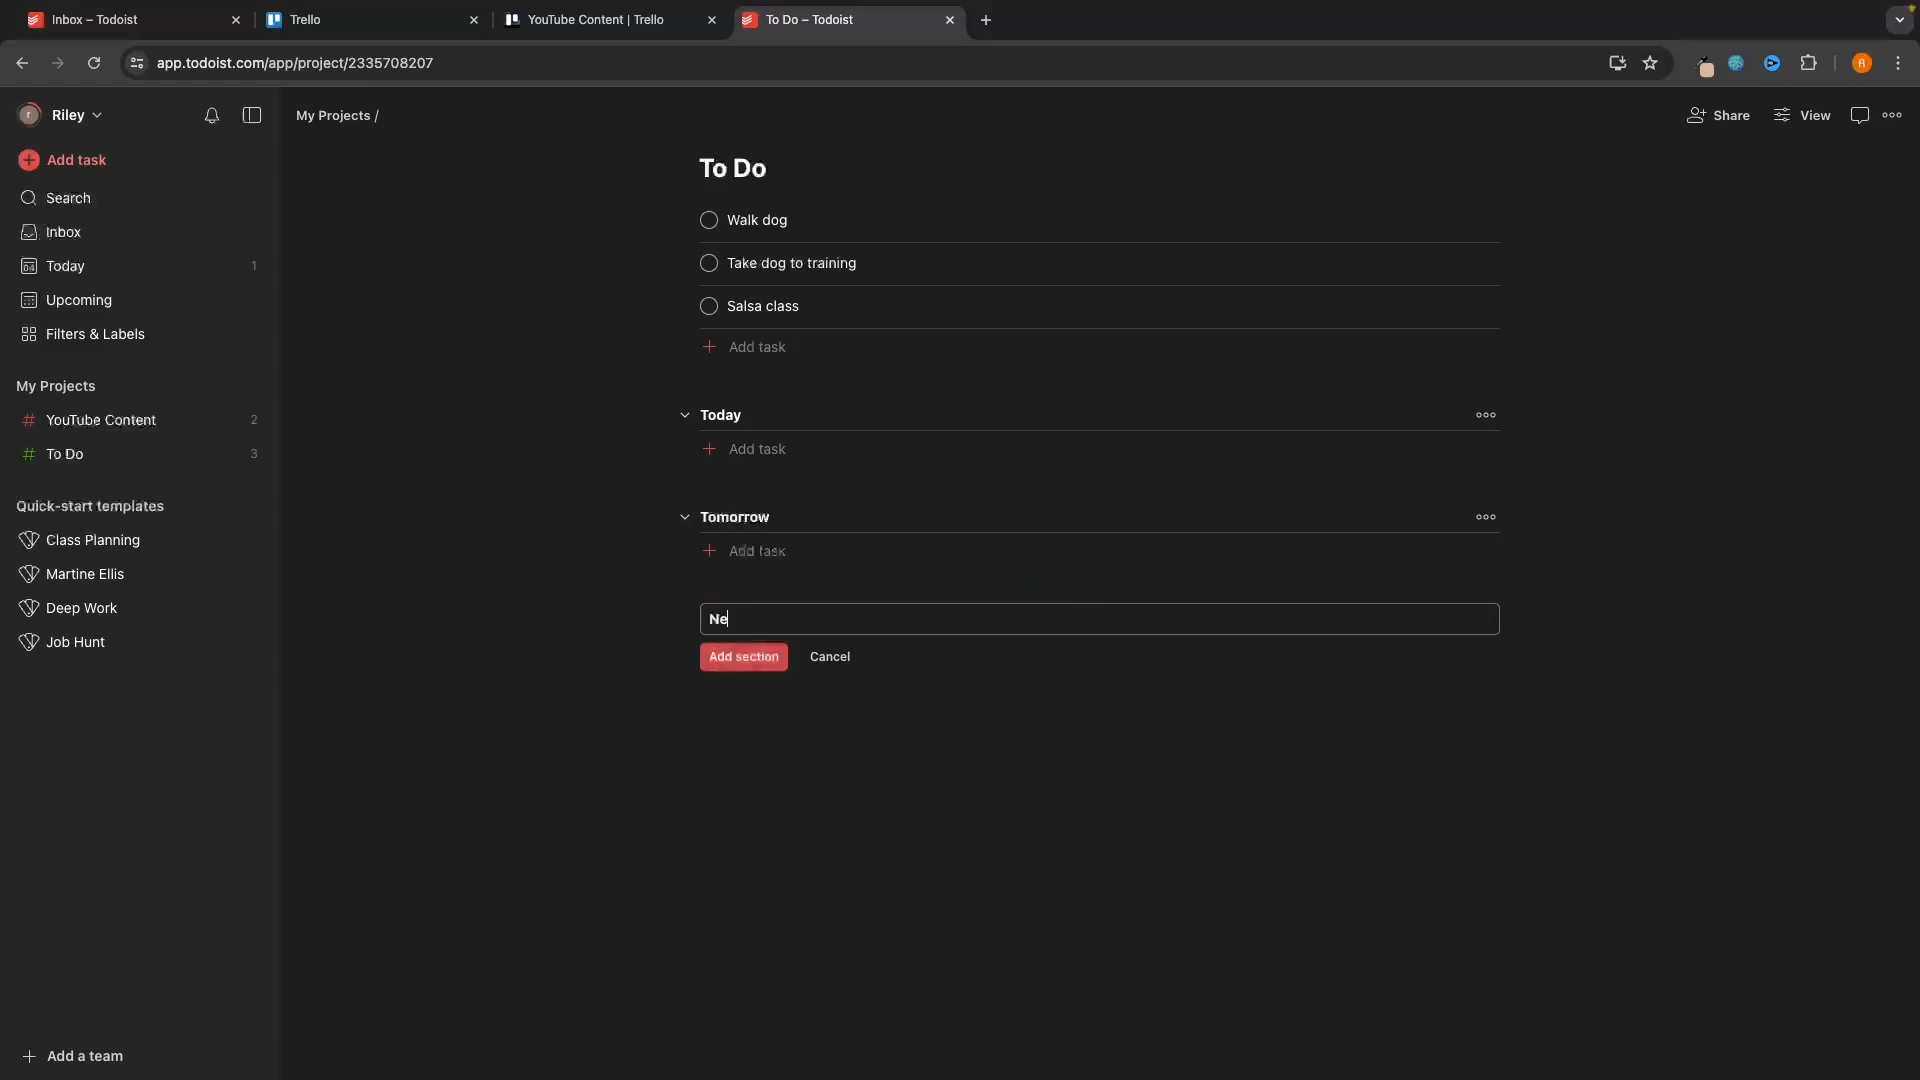 Inbox – Todoist
Trello
YouTube Content | Trello
To Do – Todoist
app.todoist.com/app/project/2335708207
R
Riley
My Projects /
Share
View
Add task
Search
Inbox
04 Today 1
Upcoming
Filters & Labels
My Projects
# YouTube Content 2
# To Do 3
Quick-start templates
Class Planning
Martine Ellis
Deep Work
Job Hunt
Add a team
To Do
Walk dog
Take dog to training
Salsa class
Add task
Today
Add task
Tomorrow
Add task
Ne
Add section Cancel